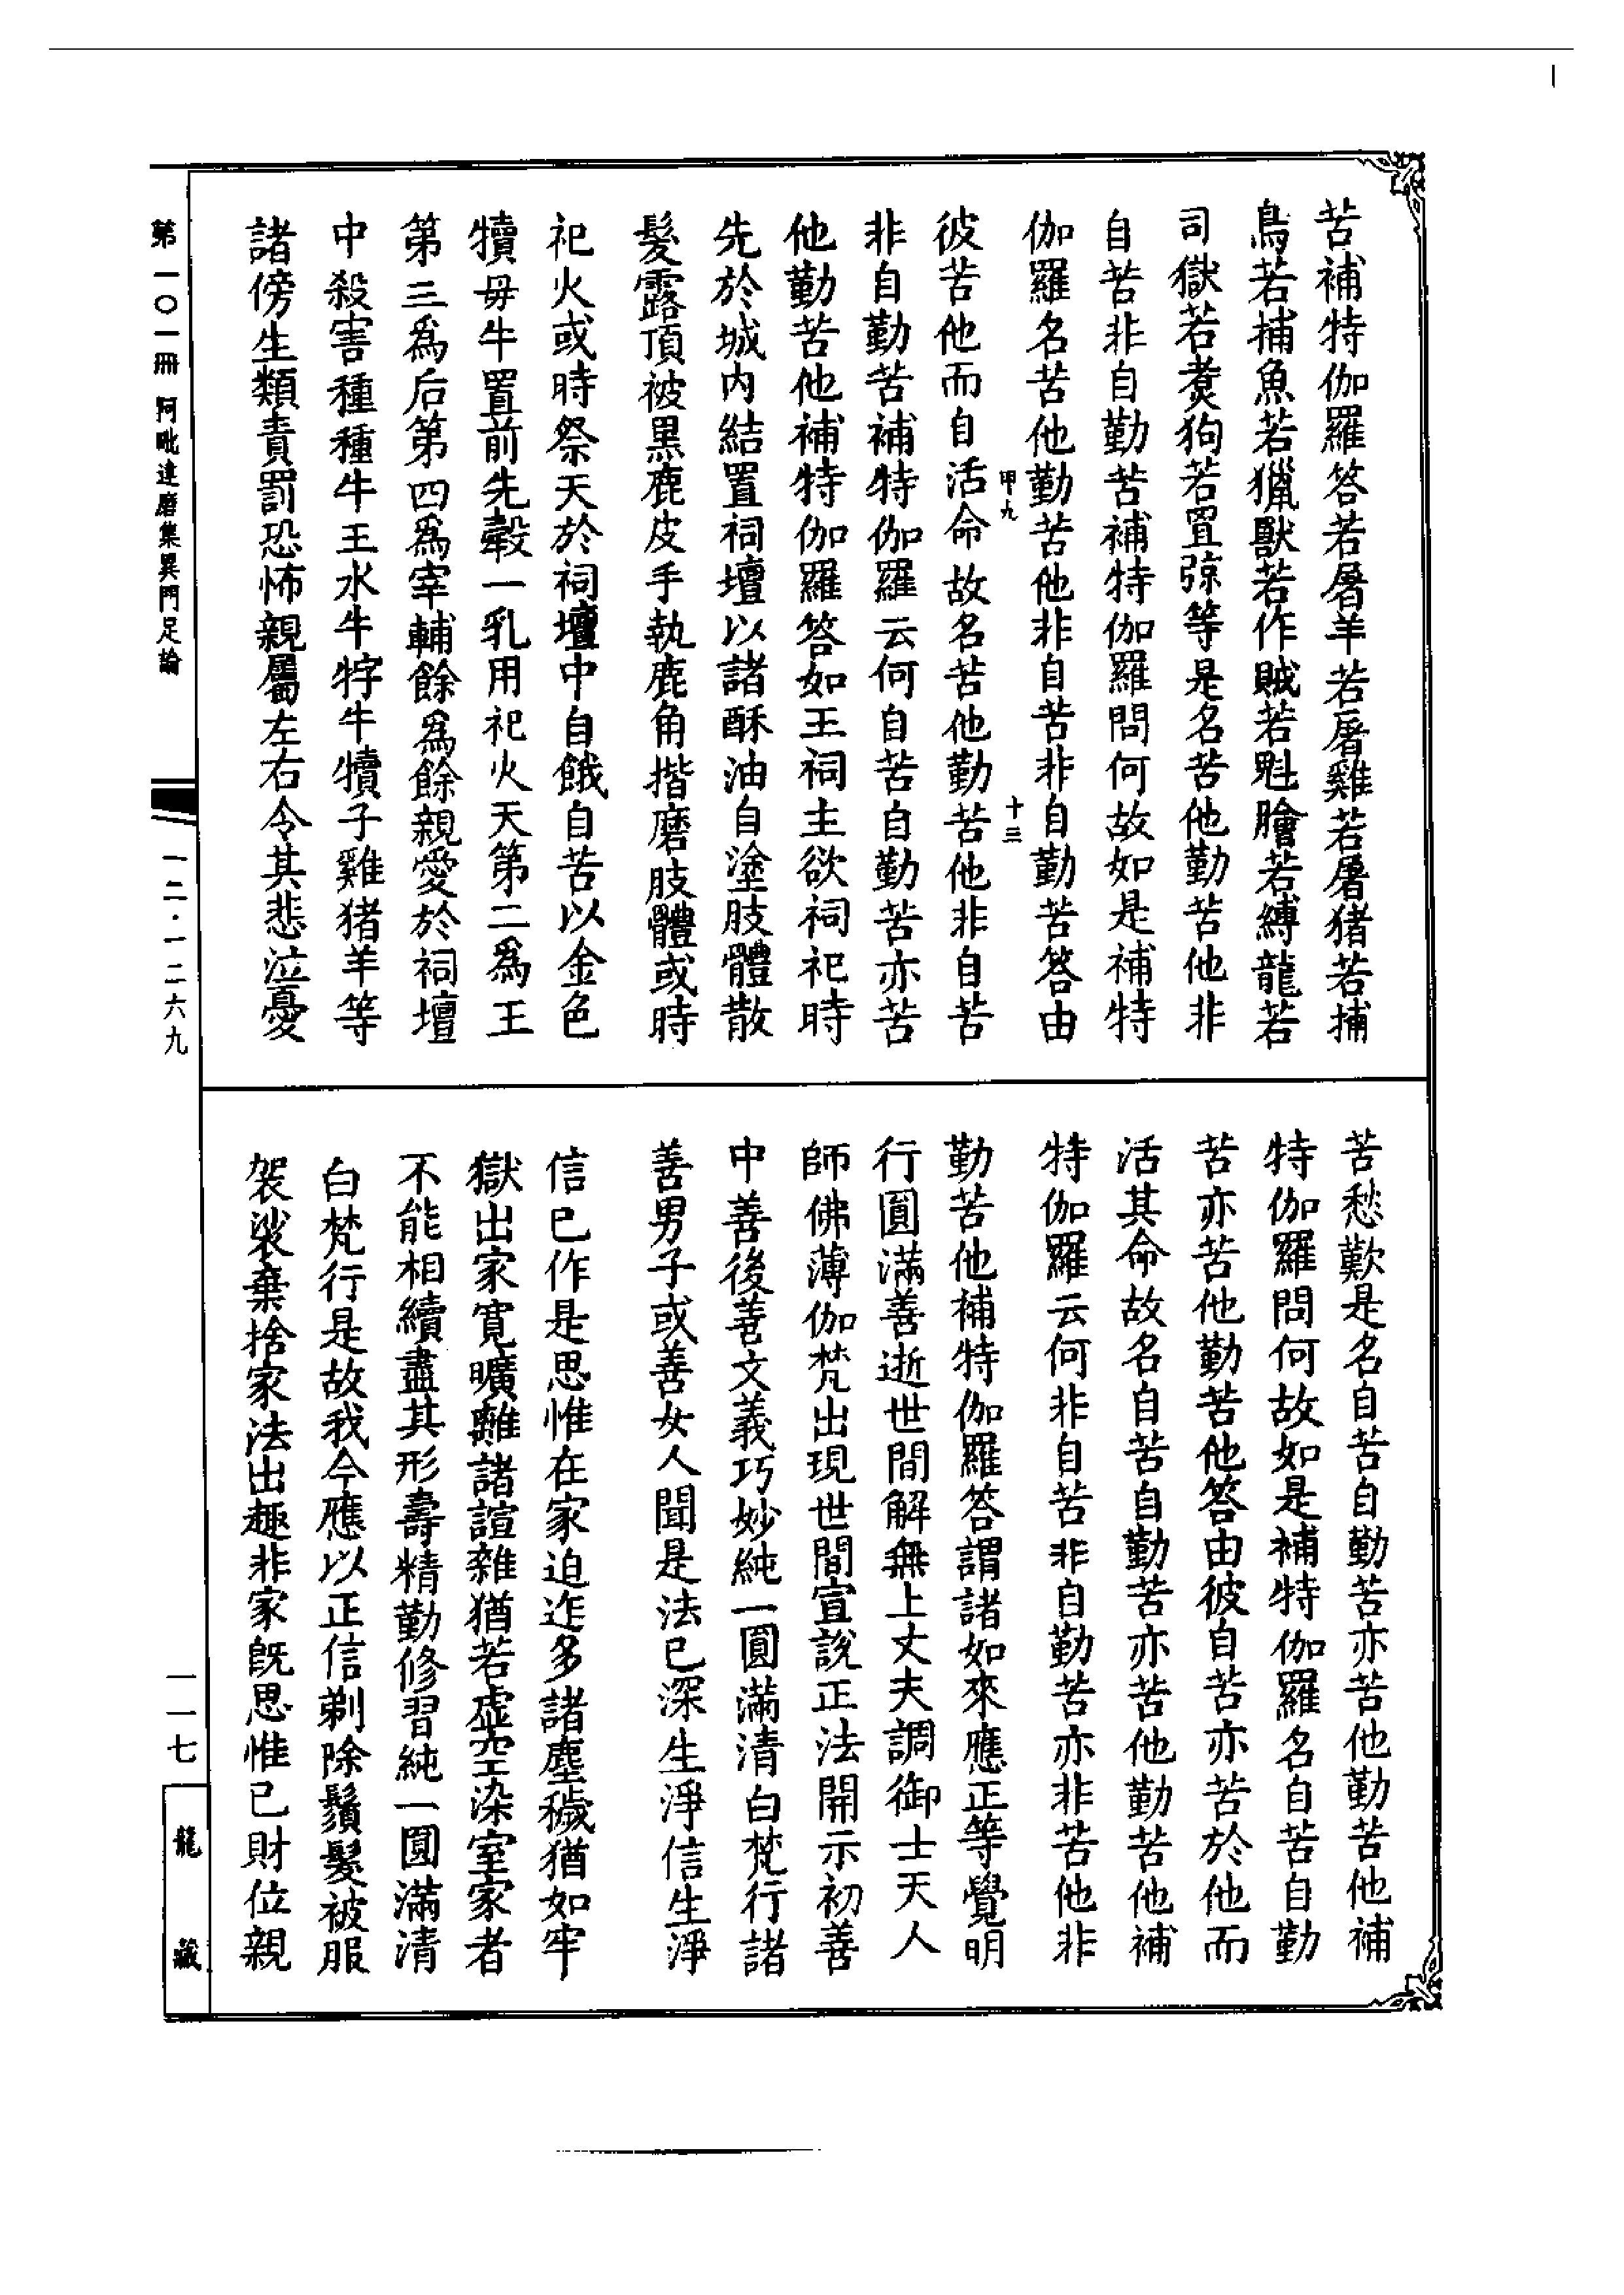 苦補特伽羅答若屠羊若屠雞若屠猪若捕
鳥若捕魚若獵獸若作賊若魁膾若縛龍若
司獄若煑狗若罝弶等是名苦他勤苦他非
自苦非自勤苦補特伽羅問何故如是補特
伽羅名苦他勤苦他非自苦非自勤苦答由
甲九
十三
彼苦他而自活命故名苦他勤苦他非自苦
非自勤苦補特伽羅云何自苦自勤苦亦苦
他勤苦他補特伽羅答如王祠主欲祠祀時
先於城内結置祠壇以諸酥油自塗肢體散
髮露頂被黒鹿皮手執鹿角揩磨肢體或時
祀火或時祭天於祠壇中自餓自苦以金色
犢母牛置前先𣫘一乳用祀火天第二爲王
第三爲后第四爲宰輔餘爲餘親愛於祠壇
中殺害種種牛王水牛牸牛犢子雞猪羊等
諸傍生類責罰恐怖親屬左右令其悲泣憂
苦愁歎是名自苦自勤苦亦苦他勤苦他補
特伽羅問何故如是補特伽羅名自苦自勤
苦亦苦他勤苦他答由彼自苦亦苦於他而
活其命故名自苦自勤苦亦苦他勤苦他補
特伽羅云何非自苦非自勤苦亦非苦他非
勤苦他補特伽羅答謂諸如來應正等覺明
行圓滿善逝世間解無上丈夫調御士天人
師佛薄伽梵出現世間宣說正法開示初善
中善後善文義巧妙純一圓滿清白梵行諸
善男子或善女人聞是法已深生淨信生淨
信已作是思惟在家迫迮多諸塵穢猶如牢
獄出家寬曠離諸諠雜猶若虛空染室家者
不能相續盡其形壽精勤修習純一圓滿清
白梵行是故我今應以正信剃除鬚髮被服
袈裟棄捨家法出趣非家旣思惟已財位親
第一〇一冊 阿毗達磨集異門足論
一二·一二六九
一一七
龍藏